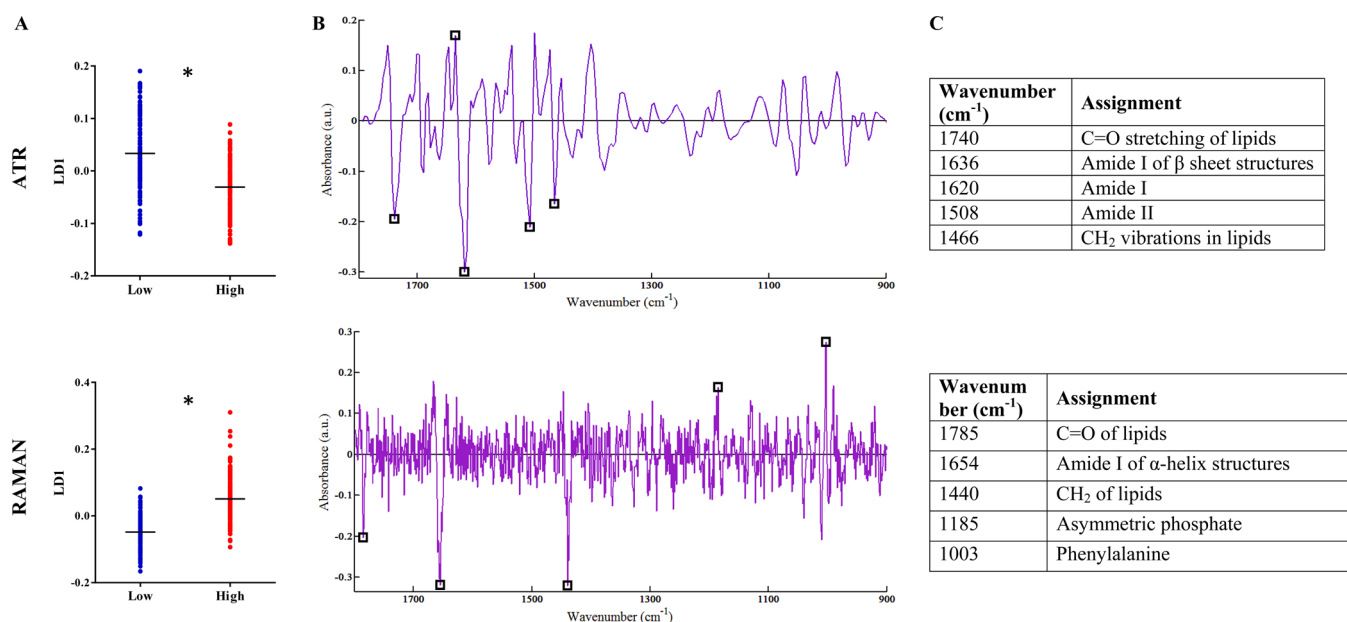 A
B
C
ATR
LD1
0.2
0.1
0.0
-0.1
-0.2
*
Low
High
Absorbance (a.u.)
0.2
0.1
0
-0.1
-0.2
-0.3
1700
1500
1300
1100
900
Wavenumber (cm-1)
Wavenumber
(cm-1)
Assignment
1740
C=O stretching of lipids
1636
Amide I of β sheet structures
1620
Amide I
1508
Amide II
1466
CH2 vibrations in lipids
RAMAN
LD1
0.4
0.2
0.0
-0.2
*
Low
High
Absorbance (a.u.)
0.3
0.2
0.1
0
-0.1
-0.2
-0.3
1700
1500
1300
1100
900
Wavenumber (cm-1)
Wavenum
ber (cm-1)
Assignment
1785
C=O of lipids
1654
Amide I of α-helix structures
1440
CH2 of lipids
1185
Asymmetric phosphate
1003
Phenylalanine